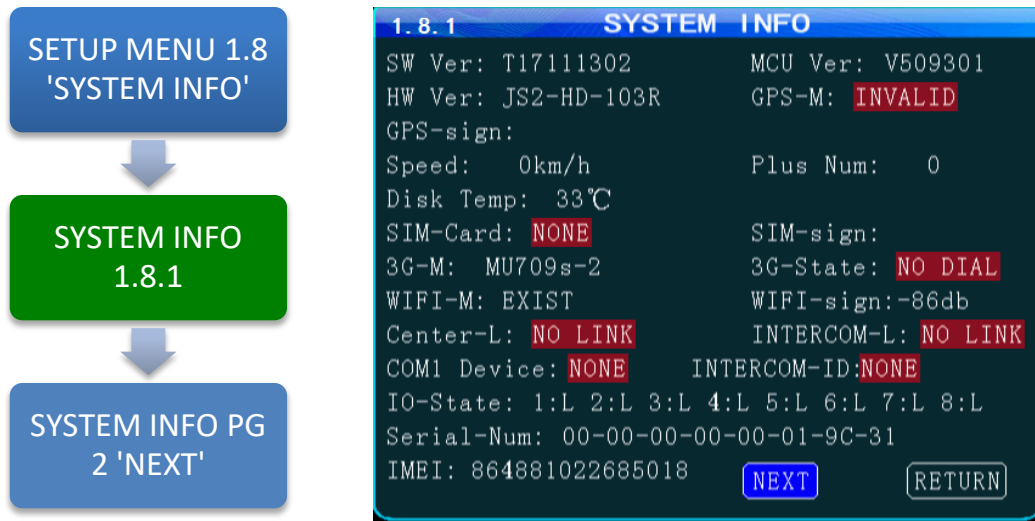 SETUP MENU 1.8
'SYSTEM INFO'
SYSTEM INFO
1.8.1
SYSTEM INFO PG
2 'NEXT'
1.8.1 SYSTEM INFO
SW Ver: T17111302 MCU Ver: V509301
HW Ver: JS2-HD-103R GPS-M: INVALID
GPS-sign:
Speed: 0km/h Plus Num: 0
Disk Temp: 33℃
SIM-Card: NONE SIM-sign:
3G-M: MU709s-2 3G-State: NO DIAL
WIFI-M: EXIST WIFI-sign:-86db
Center-L: NO LINK INTERCOM-L: NO LINK
COM1 Device: NONE INTERCOM-ID:NONE
IO-State: 1:L 2:L 3:L 4:L 5:L 6:L 7:L 8:L
Serial-Num: 00-00-00-00-00-01-9C-31
IMEI: 864881022685018 NEXT RETURN